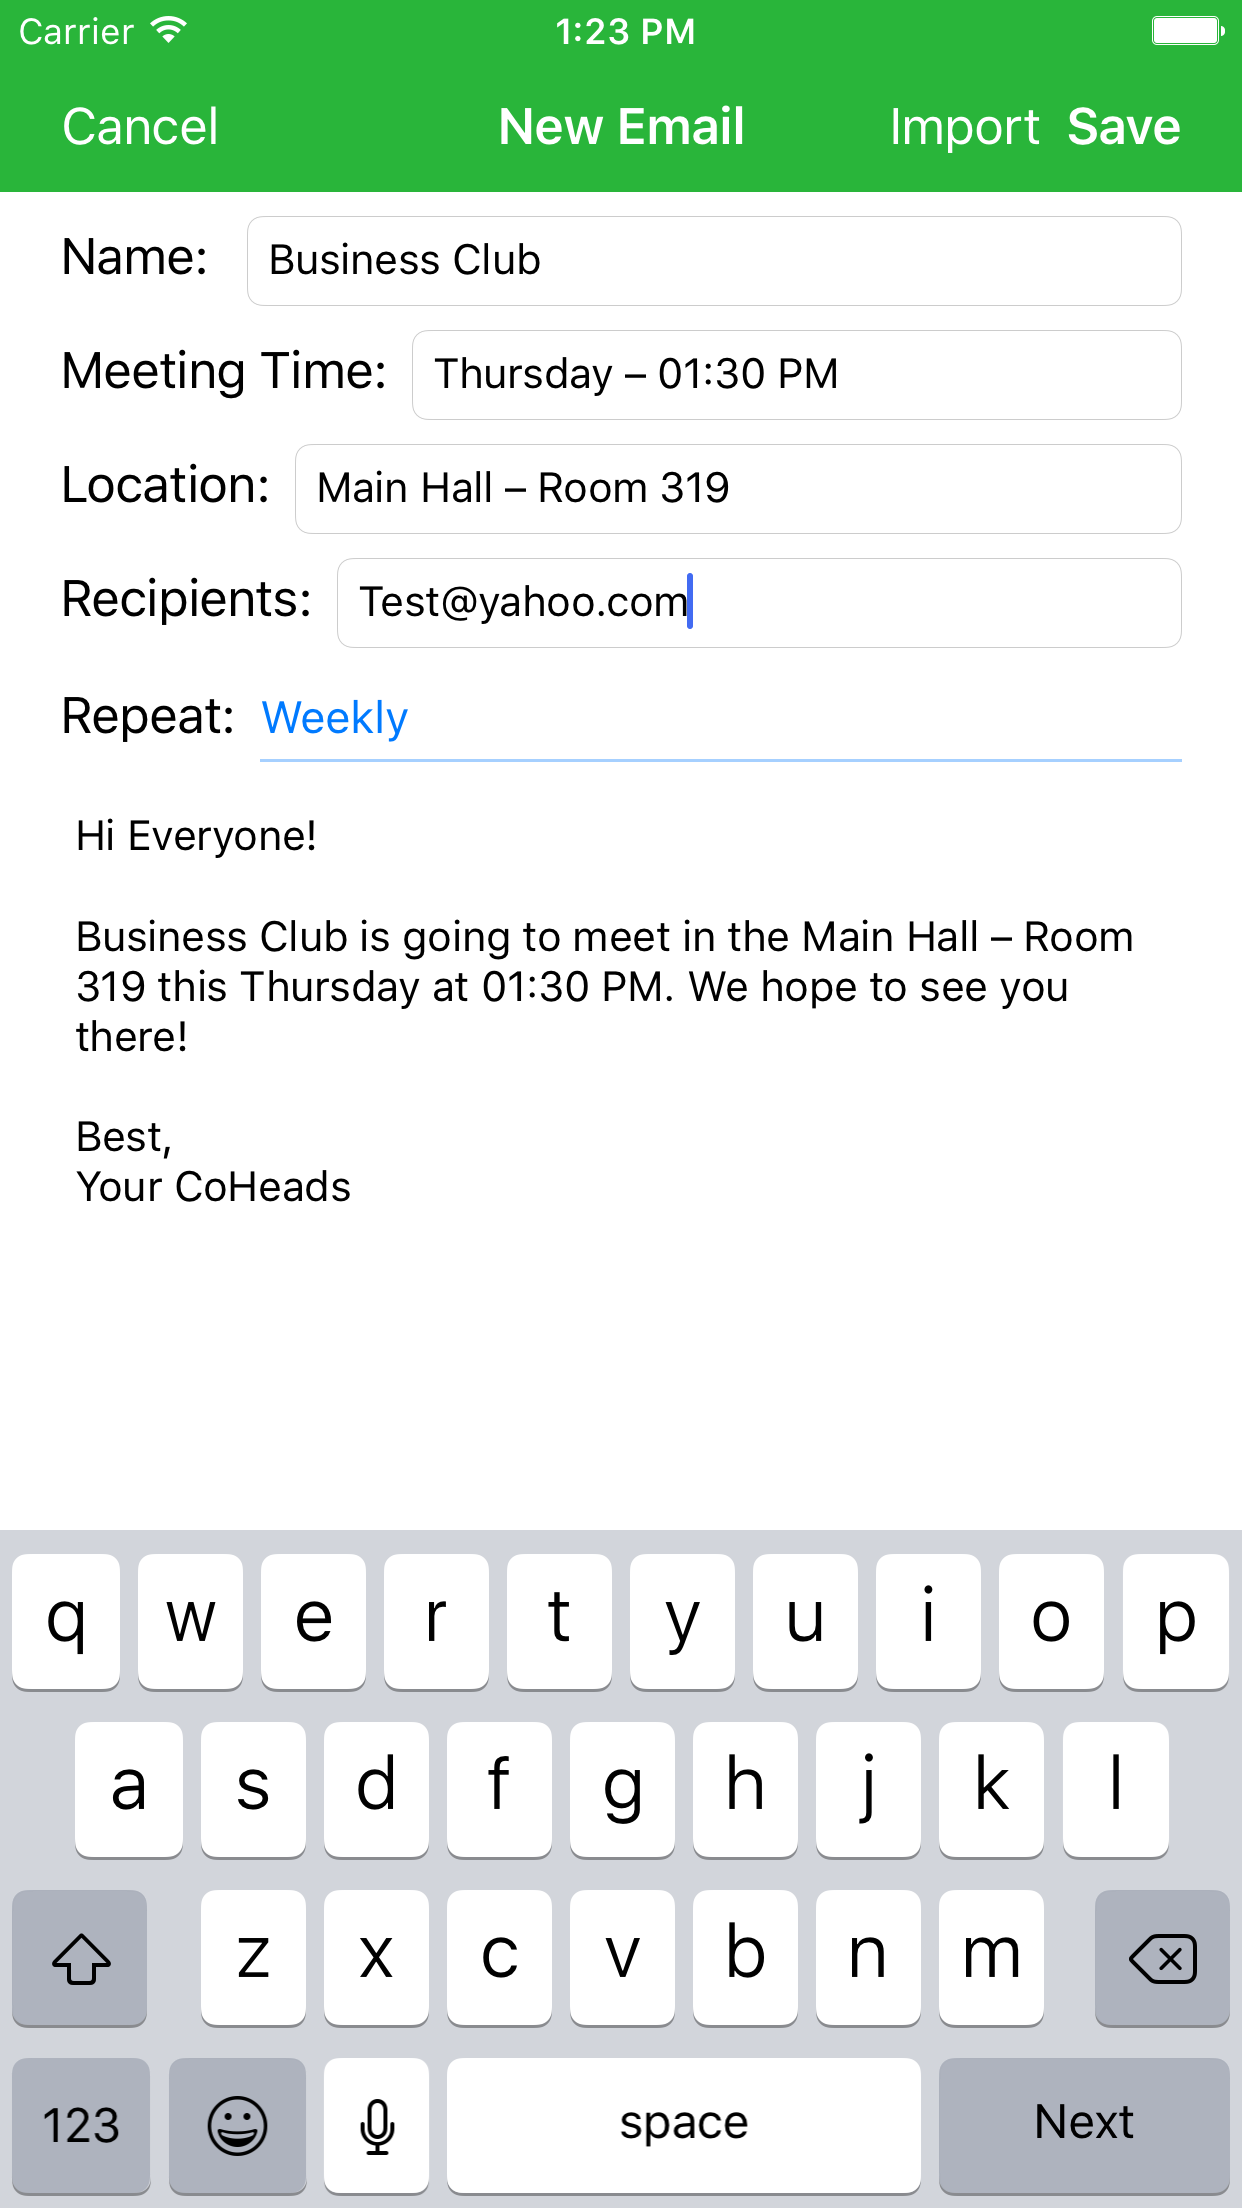 Carrier 1:23 PM
Cancel New Email Import Save
Name: Business Club
Meeting Time: Thursday – 01:30 PM
Location: Main Hall – Room 319
Recipients: Test@yahoo.com
Repeat: Weekly
Hi Everyone!
Business Club is going to meet in the Main Hall – Room
319 this Thursday at 01:30 PM. We hope to see you
there!
Best,
Your CoHeads
q w e r t y u i o p
a s d f g h j k l
z x c v b n m
123 space Next